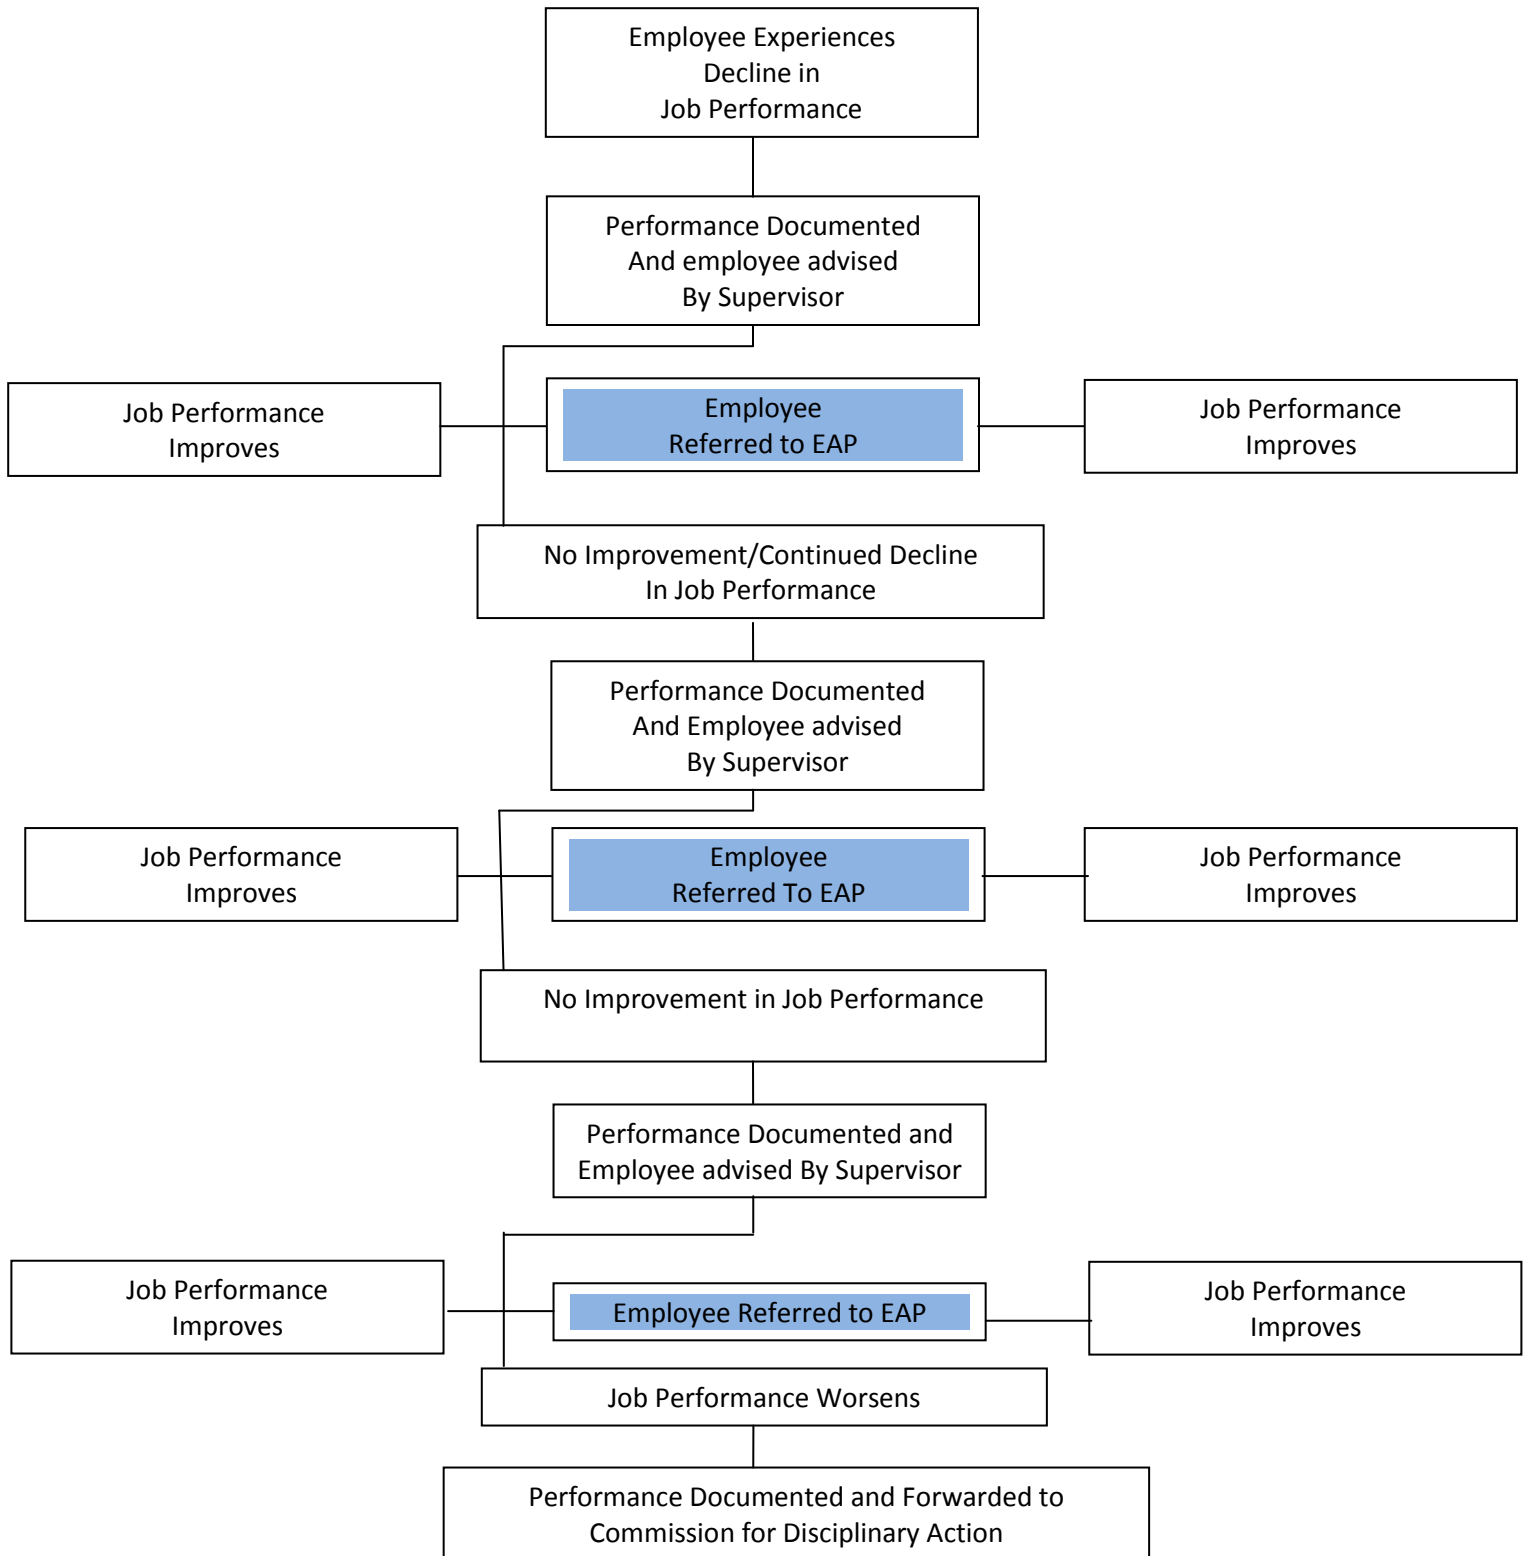 Employee Experiences
Decline in
Job Performance
Performance Documented
And employee advised
By Supervisor
Job Performance
Improves
Employee
Referred to EAP
Job Performance
Improves
No Improvement/Continued Decline
In Job Performance
Performance Documented
And Employee advised
By Supervisor
Job Performance
Improves
Employee
Referred To EAP
Job Performance
Improves
No Improvement in Job Performance
Performance Documented and
Employee advised By Supervisor
Job Performance
Improves
Employee Referred to EAP
Job Performance
Improves
Job Performance Worsens
Performance Documented and Forwarded to
Commission for Disciplinary Action